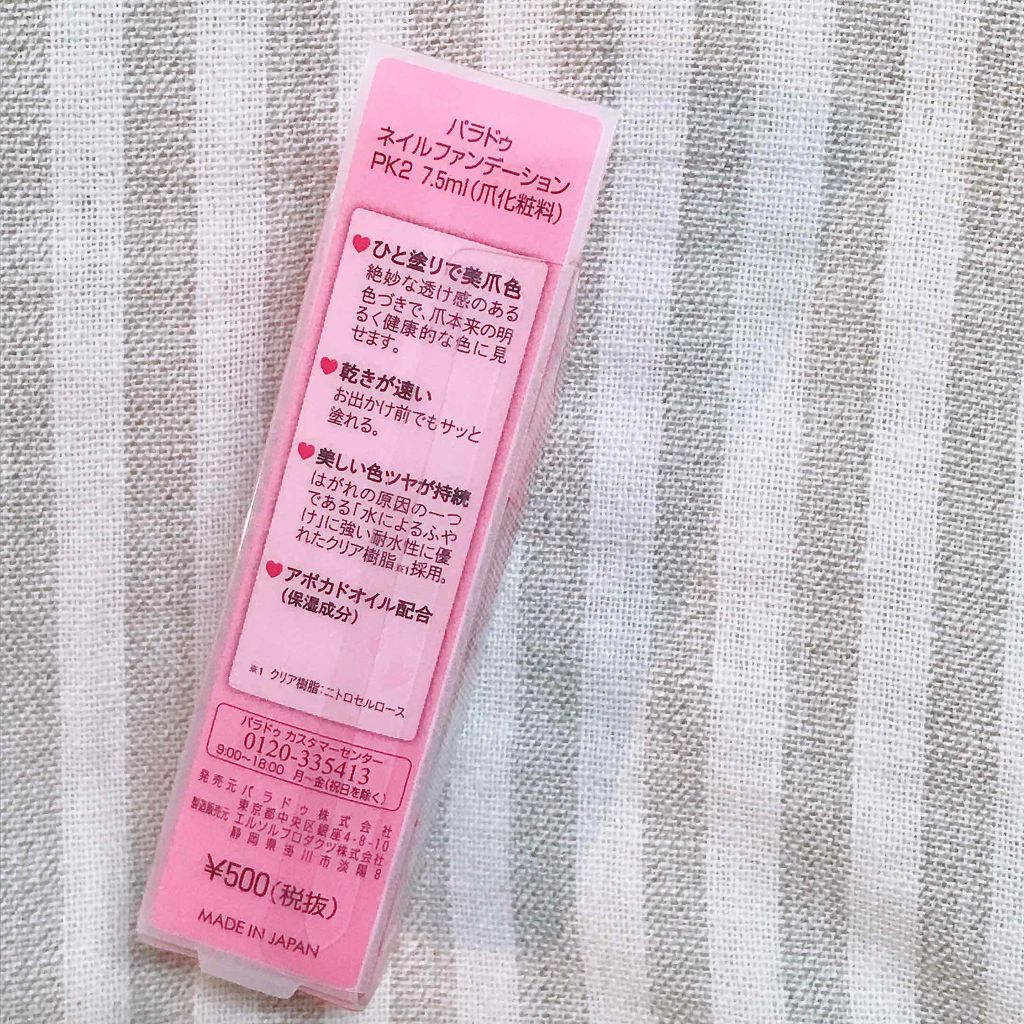 パラドゥ
ネイルファンデーション
PK2 7.5ml(爪化粧料)
♥ひと塗りで美爪色
絶妙な透け感のある
色づきで、爪本来の明
るく健康的な色に見
せます。
♥乾きが速い
お出かけ前でもサッと
塗れる。
♥美しい色ツヤが持続
はがれの原因の一つ
である「水によるふや
け」に強い耐水性に優
れたクリア樹脂※1採用。
♥アボカドオイル配合
(保湿成分)
※1 クリア樹脂:ニトロセルロース
パラドゥ カスタマーセンター
0120-335413
9:00~18:00 月~金(祝日を除く)
発売元 パラドゥ株式会社
東京都中央区銀座4-8-10
製造販売元 エルソルプロダクツ株式会社
静岡県掛川市淡陽8
¥500(税抜)
MADE IN JAPAN